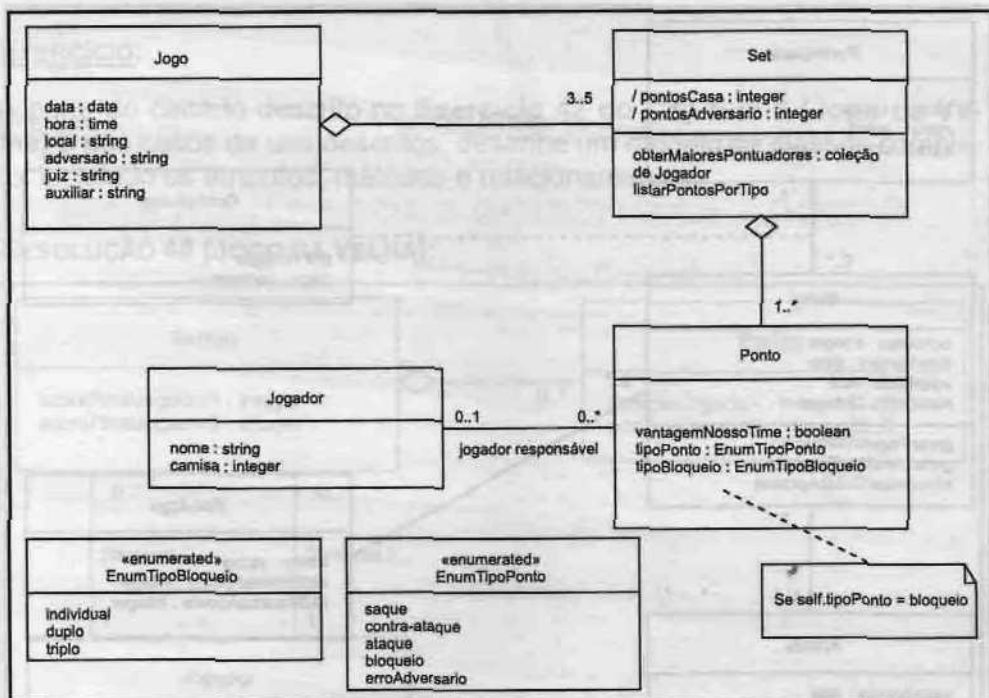 Jogo
data : date
hora : time
local : string
adversario : string
juiz : string
auxiliar : string
3..5
Set
/ pontosCasa : integer
/ pontosAdversario : integer
obterMaioresPontuadores : coleção
de Jogador
listarPontosPorTipo
1..*
Ponto
vantagemNossoTime : boolean
tipoPonto : EnumTipoPonto
tipoBloqueio : EnumTipoBloqueio
Jogador
nome : string
camisa : integer
0..1
0..*
jogador responsável
«enumerated»
EnumTipoBloqueio
individual
duplo
triplo
«enumerated»
EnumTipoPonto
saque
contra-ataque
ataque
bloqueio
erroAdversario
Se self.tipoPonto = bloqueio